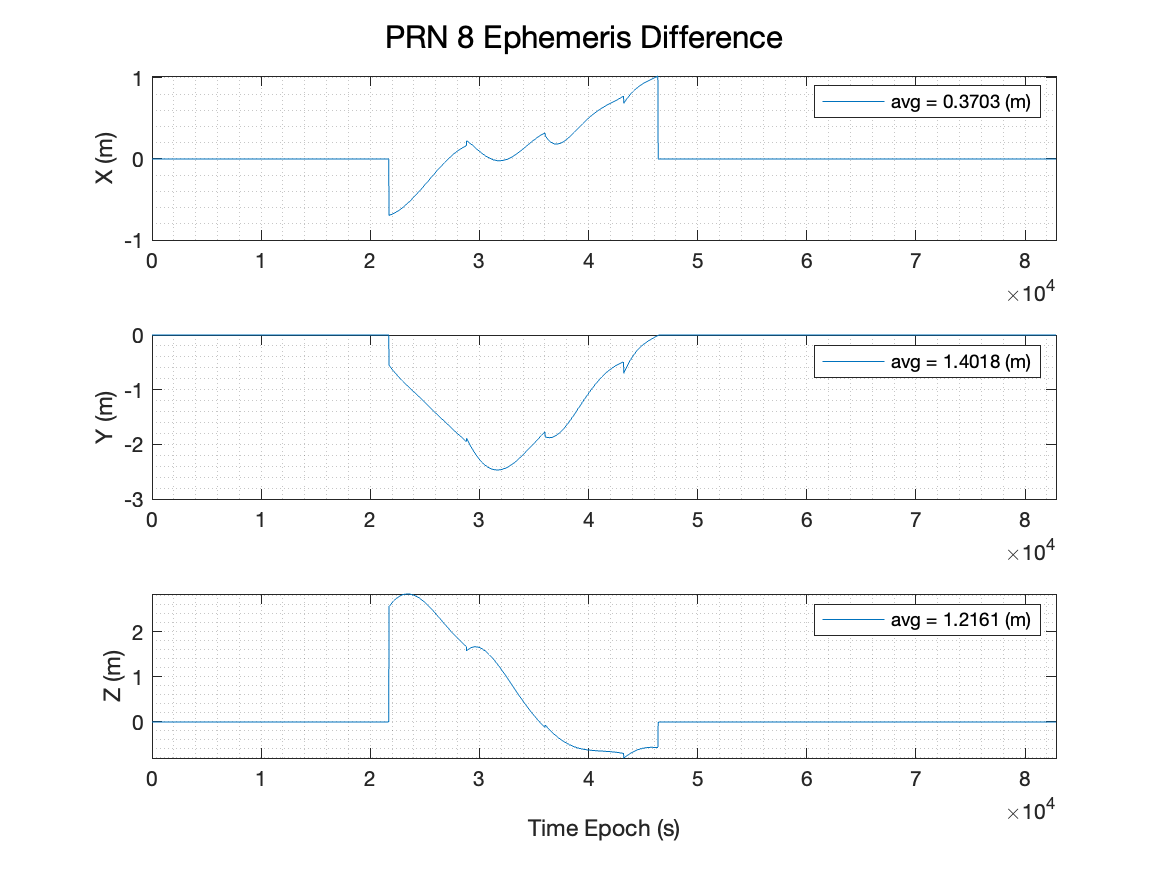 PRN 8 Ephemeris Difference
1
0
-1
X (m)
avg = 0.3703 (m)
0 1 2 3 4 5 6 7 8
×10^4
0
-1
-2
-3
Y (m)
avg = 1.4018 (m)
0 1 2 3 4 5 6 7 8
×10^4
2
1
0
Z (m)
avg = 1.2161 (m)
0 1 2 3 4 5 6 7 8
×10^4
Time Epoch (s)